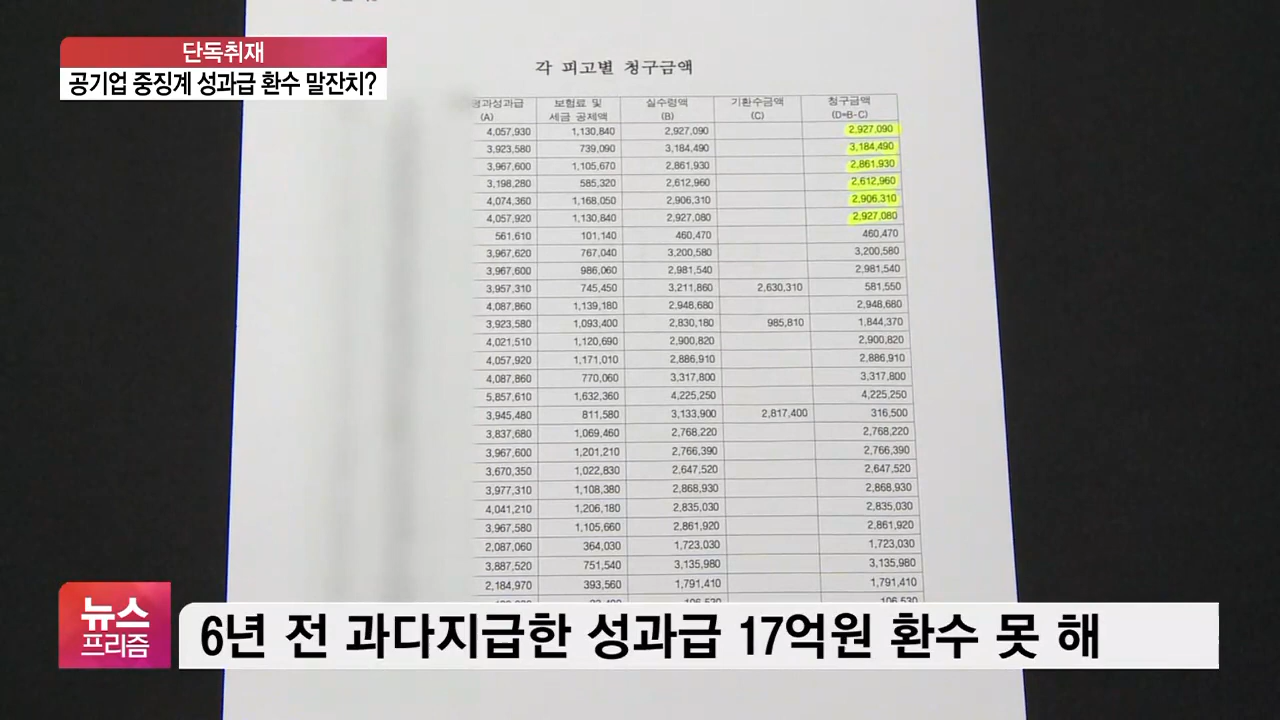 단독취재
공기업 중징계 성과급 환수 말잔치?
각 피고별 청구금액
보험료 및 실수령액 기환수금액 청구금액
(A) 세금 공제액 (B) (C) (D=B-C)
4,057,930 1,130,840 2,927,090 2,927,090
3,923,580 739,090 3,184,490 3,184,490
3,967,600 1,105,670 2,861,930 2,861,930
3,198,280 585,320 2,612,960 2,612,960
4,074,360 1,168,050 2,906,310 2,906,310
4,057,920 1,130,840 2,927,080 2,927,080
561,610 101,140 460,470 460,470
3,967,620 767,040 3,200,580 3,200,580
3,967,600 986,060 2,981,540 2,981,540
3,957,310 745,450 3,211,860 2,630,310 581,550
4,087,860 1,139,180 2,948,680 2,948,680
3,923,580 1,093,400 2,830,180 985,810 1,844,370
4,021,510 1,120,690 2,900,820 2,900,820
4,057,920 1,171,010 2,886,910 2,886,910
4,087,860 770,060 3,317,800 3,317,800
5,857,610 1,632,360 4,225,250 4,225,250
3,945,480 811,580 3,133,900 2,817,400 316,500
3,837,680 1,069,460 2,768,220 2,768,220
3,967,600 1,201,210 2,766,390 2,766,390
3,670,350 1,022,830 2,647,520 2,647,520
3,977,310 1,108,380 2,868,930 2,868,930
4,041,210 1,206,180 2,835,030 2,835,030
3,967,580 1,105,660 2,861,920 2,861,920
2,087,060 364,030 1,723,030 1,723,030
3,887,520 751,540 3,135,980 3,135,980
2,184,970 393,560 1,791,410 1,791,410
106,530 106,530
뉴스
프리즘
6년 전 과다지급한 성과급 17억원 환수 못 해